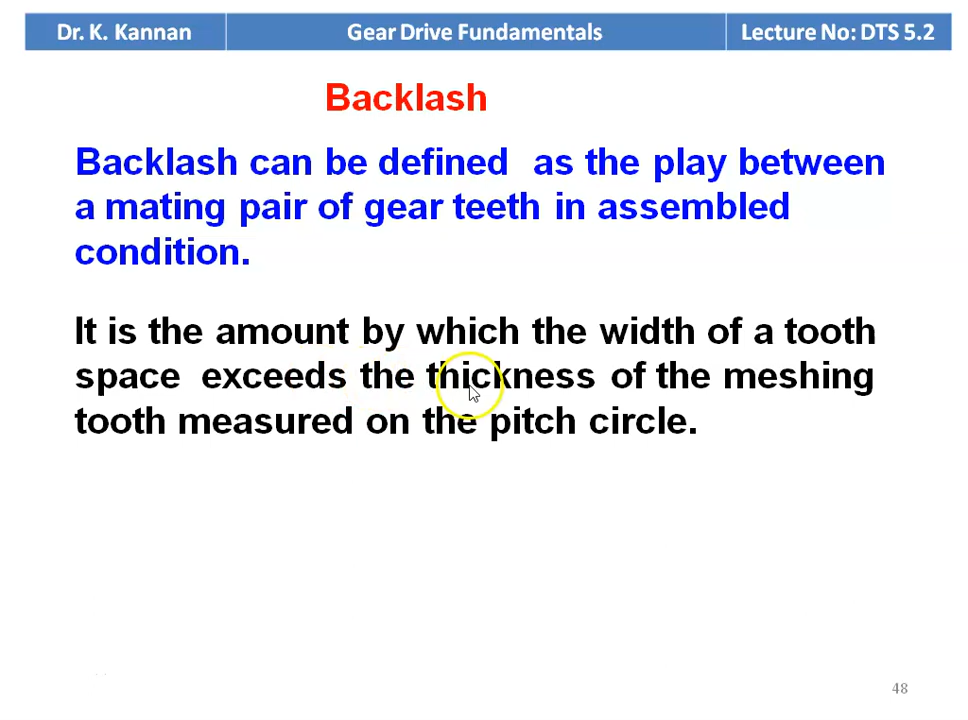 Dr. K. Kannan Gear Drive Fundamentals Lecture No: DTS 5.2
Backlash
Backlash can be defined as the play between
a mating pair of gear teeth in assembled
condition.
It is the amount by which the width of a tooth
space exceeds the thickness of the meshing
tooth measured on the pitch circle.
48